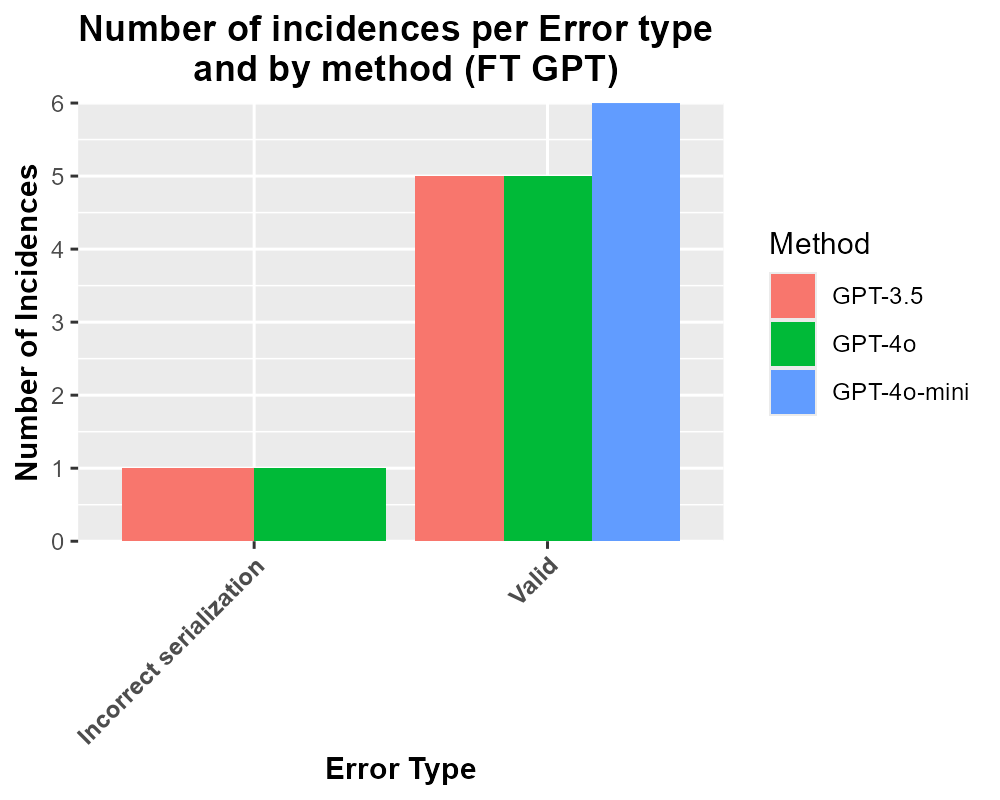 Number of incidences per Error type
and by method (FT GPT)
Number of Incidences
6
5
4
3
2
1
0
Incorrect serialization
Valid
Error Type
Method
GPT-3.5
GPT-4o
GPT-4o-mini